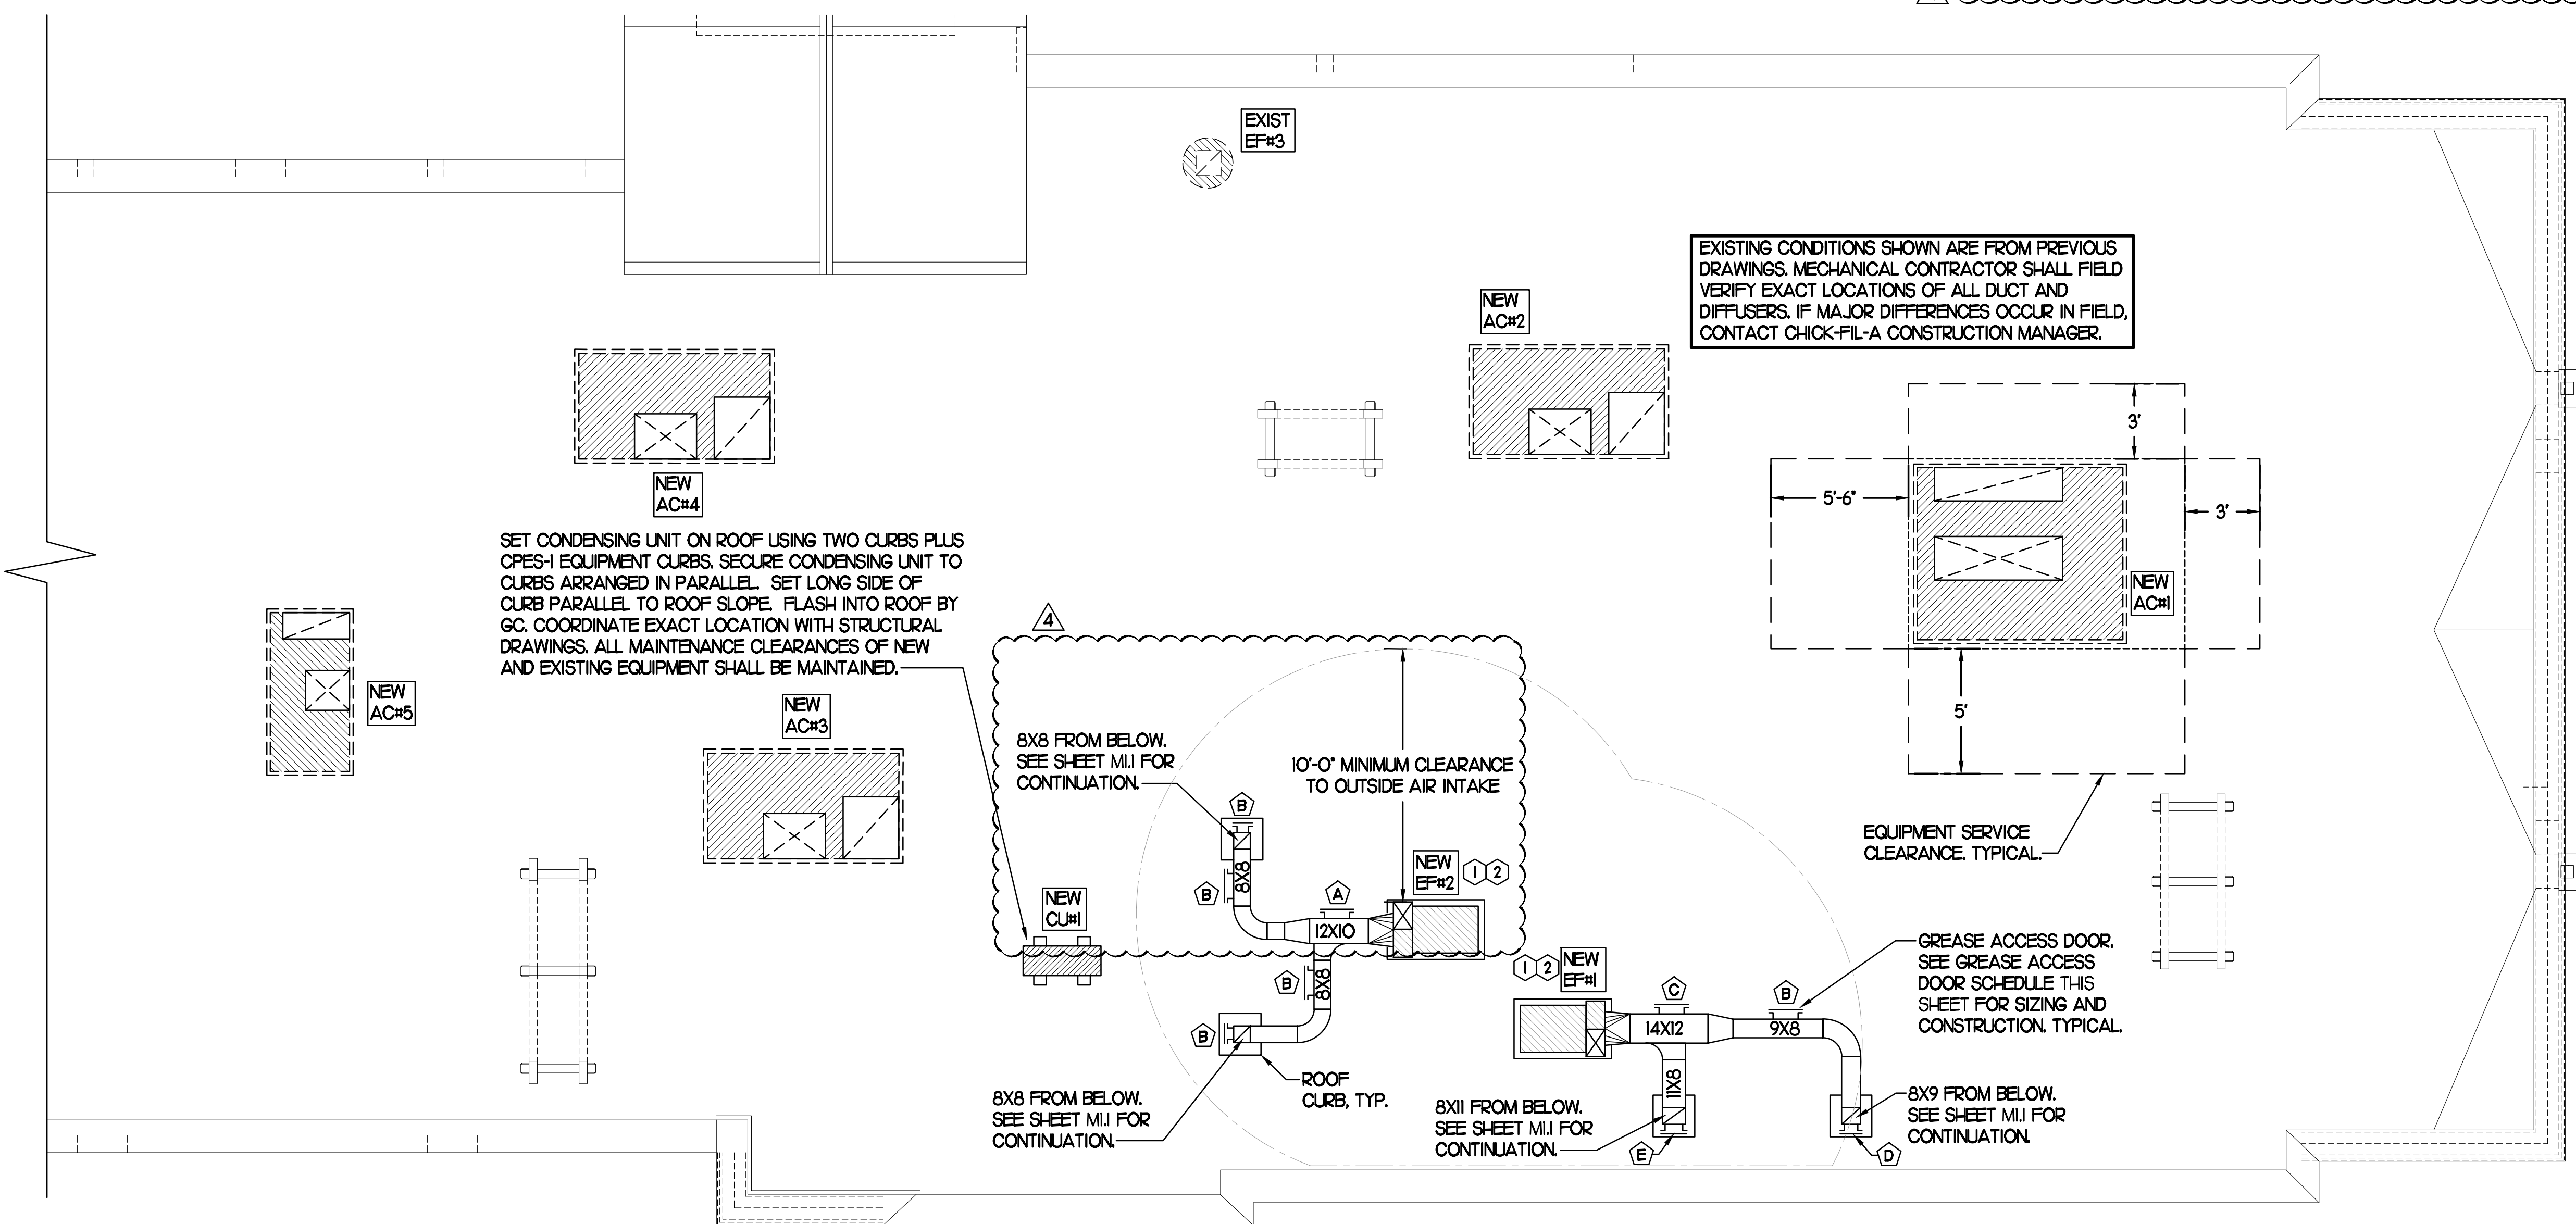 EXIST
EF#3
EXISTING CONDITIONS SHOWN ARE FROM PREVIOUS
DRAWINGS. MECHANICAL CONTRACTOR SHALL FIELD
VERIFY EXACT LOCATIONS OF ALL DUCT AND
DIFFUSERS. IF MAJOR DIFFERENCES OCCUR IN FIELD,
CONTACT CHICK-FIL-A CONSTRUCTION MANAGER.
NEW
AC#2
3'
5'-6"
3'
NEW
AC#1
5'
EQUIPMENT SERVICE
CLEARANCE. TYPICAL.
NEW
AC#4
SET CONDENSING UNIT ON ROOF USING TWO CURBS PLUS
CPES-1 EQUIPMENT CURBS. SECURE CONDENSING UNIT TO
CURBS ARRANGED IN PARALLEL. SET LONG SIDE OF
CURB PARALLEL TO ROOF SLOPE. FLASH INTO ROOF BY
GC. COORDINATE EXACT LOCATION WITH STRUCTURAL
DRAWINGS. ALL MAINTENANCE CLEARANCES OF NEW
AND EXISTING EQUIPMENT SHALL BE MAINTAINED.
NEW
AC#5
NEW
AC#3
4
8X8 FROM BELOW.
SEE SHEET M1.1 FOR
CONTINUATION.
10'-0" MINIMUM CLEARANCE
TO OUTSIDE AIR INTAKE
B
8X8
B
A
12X10
NEW
EF#2
1 2
NEW
CU#1
B
8X8
B
ROOF
CURB, TYP.
8X8 FROM BELOW.
SEE SHEET M1.1 FOR
CONTINUATION.
1 2
NEW
EF#1
C
14X12
B
9X8
GREASE ACCESS DOOR.
SEE GREASE ACCESS
DOOR SCHEDULE THIS
SHEET FOR SIZING AND
CONSTRUCTION. TYPICAL.
11X8
8X11 FROM BELOW.
SEE SHEET M1.1 FOR
CONTINUATION.
E
8X9 FROM BELOW.
SEE SHEET M1.1 FOR
CONTINUATION.
D